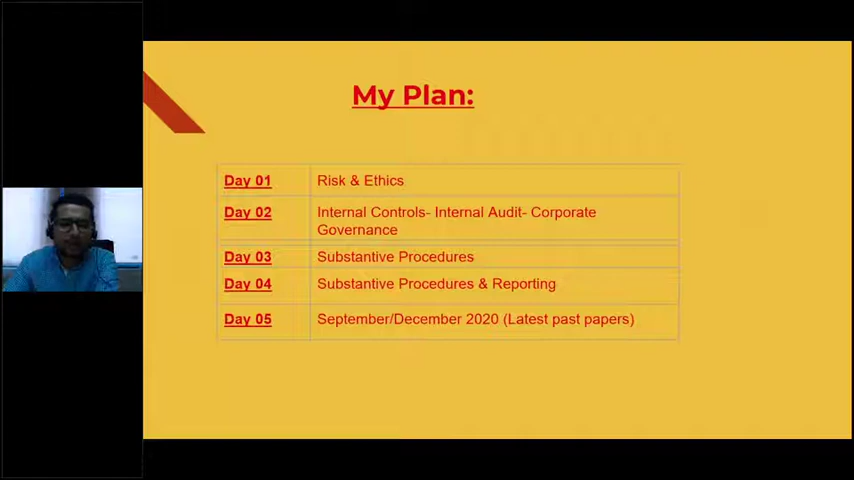 My Plan:
Day 01 Risk & Ethics
Day 02 Internal Controls- Internal Audit- Corporate
Governance
Day 03 Substantive Procedures
Day 04 Substantive Procedures & Reporting
Day 05 September/December 2020 (Latest past papers)